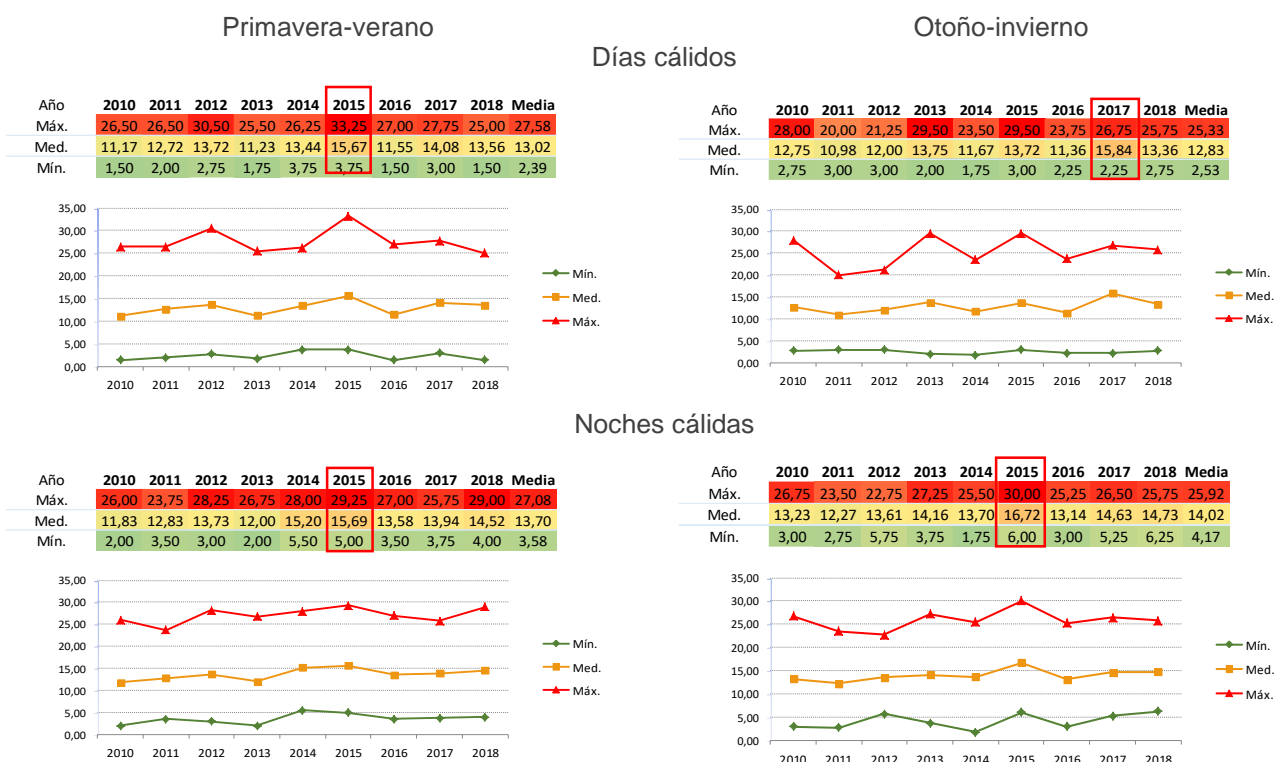 Primavera-verano
Otoño-invierno
Días cálidos
Año 2010 2011 2012 2013 2014 2015 2016 2017 2018 Media
Máx. 26,50 26,50 30,50 25,50 26,25 33,25 27,00 27,75 25,00 27,58
Med. 11,17 12,72 13,72 11,23 13,44 15,67 11,55 14,08 13,56 13,02
Mín. 1,50 2,00 2,75 1,75 3,75 3,75 1,50 3,00 1,50 2,39
Año 2010 2011 2012 2013 2014 2015 2016 2017 2018 Media
Máx. 28,00 20,00 21,25 29,50 23,50 29,50 23,75 26,75 25,75 25,33
Med. 12,75 10,98 12,00 13,75 11,67 13,72 11,36 15,84 13,36 12,83
Mín. 2,75 3,00 3,00 2,00 1,75 3,00 2,25 2,25 2,75 2,53
35,00
30,00
25,00
20,00
15,00
10,00
5,00
0,00
2010 2011 2012 2013 2014 2015 2016 2017 2018
Mín.
Med.
Máx.
35,00
30,00
25,00
20,00
15,00
10,00
5,00
0,00
2010 2011 2012 2013 2014 2015 2016 2017 2018
Mín.
Med.
Máx.
Noches cálidas
Año 2010 2011 2012 2013 2014 2015 2016 2017 2018 Media
Máx. 26,00 23,75 28,25 26,75 28,00 29,25 27,00 25,75 29,00 27,08
Med. 11,83 12,83 13,73 12,00 15,20 15,69 13,58 13,94 14,52 13,70
Mín. 2,00 3,50 3,00 2,00 5,50 5,00 3,50 3,75 4,00 3,58
Año 2010 2011 2012 2013 2014 2015 2016 2017 2018 Media
Máx. 26,75 23,50 22,75 27,25 25,50 30,00 25,25 26,50 25,75 25,92
Med. 13,23 12,27 13,61 14,16 13,70 16,72 13,14 14,63 14,73 14,02
Mín. 3,00 2,75 5,75 3,75 1,75 6,00 3,00 5,25 6,25 4,17
35,00
30,00
25,00
20,00
15,00
10,00
5,00
0,00
2010 2011 2012 2013 2014 2015 2016 2017 2018
Mín.
Med.
Máx.
35,00
30,00
25,00
20,00
15,00
10,00
5,00
0,00
2010 2011 2012 2013 2014 2015 2016 2017 2018
Mín.
Med.
Máx.